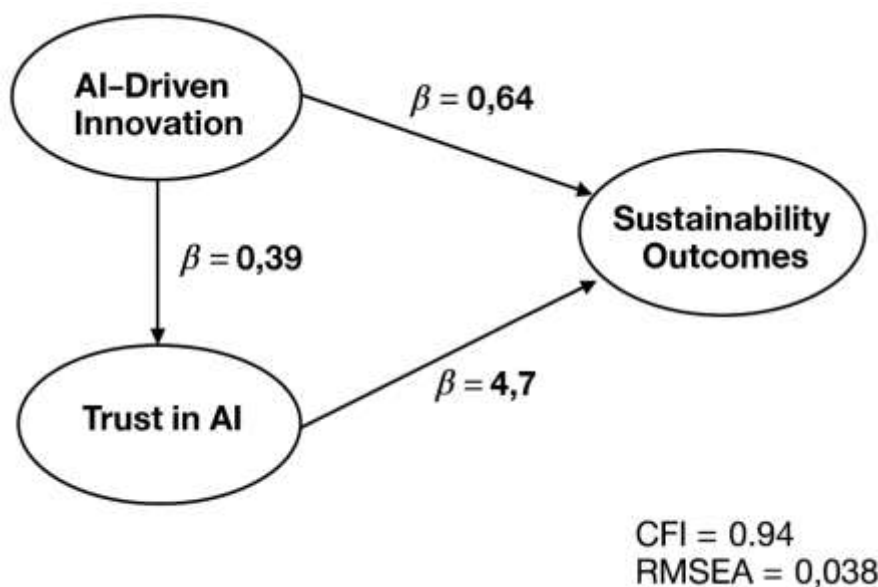 AI–Driven
Innovation
β = 0,64
Sustainability
Outcomes
β = 0,39
β = 4,7
Trust in AI
CFI = 0.94
RMSEA = 0,038